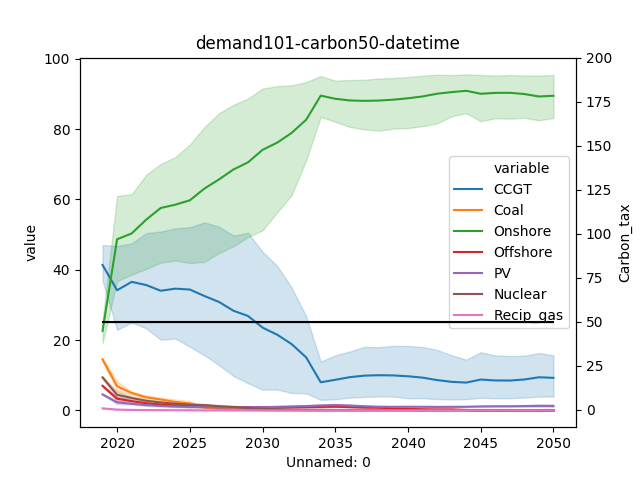 demand101-carbon50-datetime
100
80
60
40
20
0
value
200
175
150
125
100
75
50
25
0
Carbon_tax
variable
CCGT
Coal
Onshore
Offshore
PV
Nuclear
Recip_gas
2020 2025 2030 2035 2040 2045 2050
Unnamed: 0